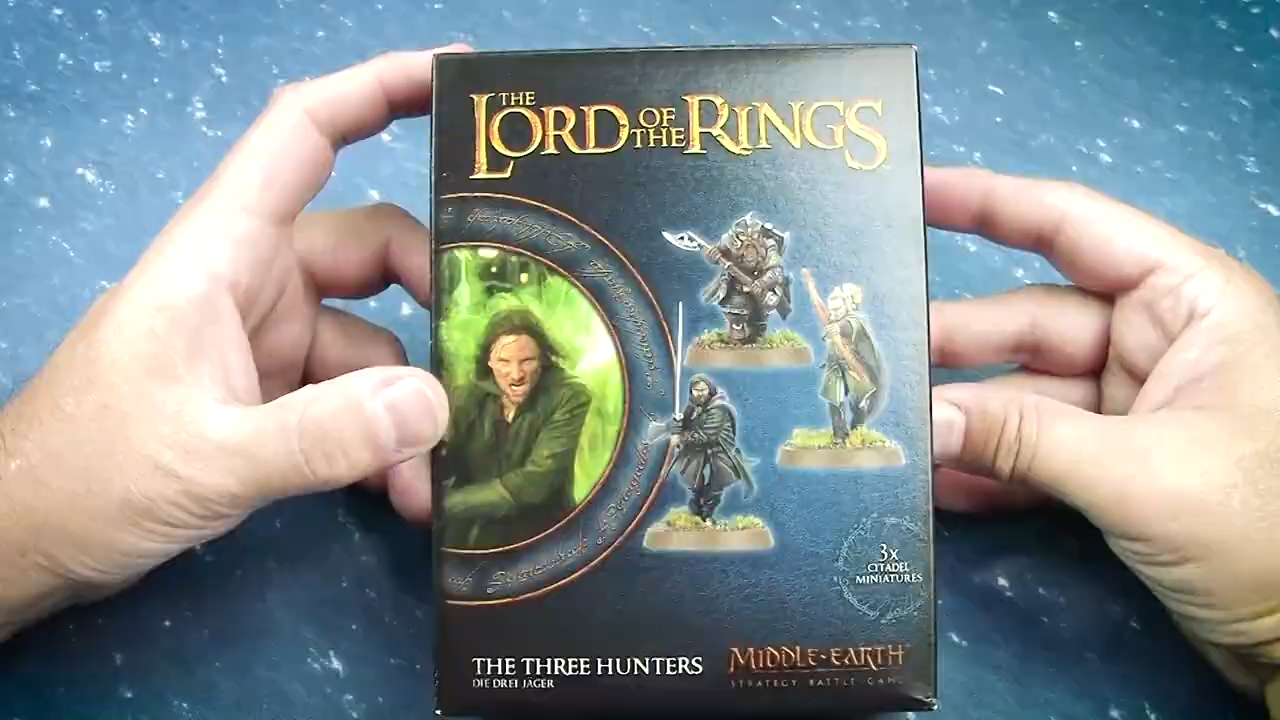 THE LORD OF THE RINGS
3x
CITADEL
MINIATURES
THE THREE HUNTERS
DIE DREI JÄGER
MIDDLE-EARTH
STRATEGY BATTLE GAME